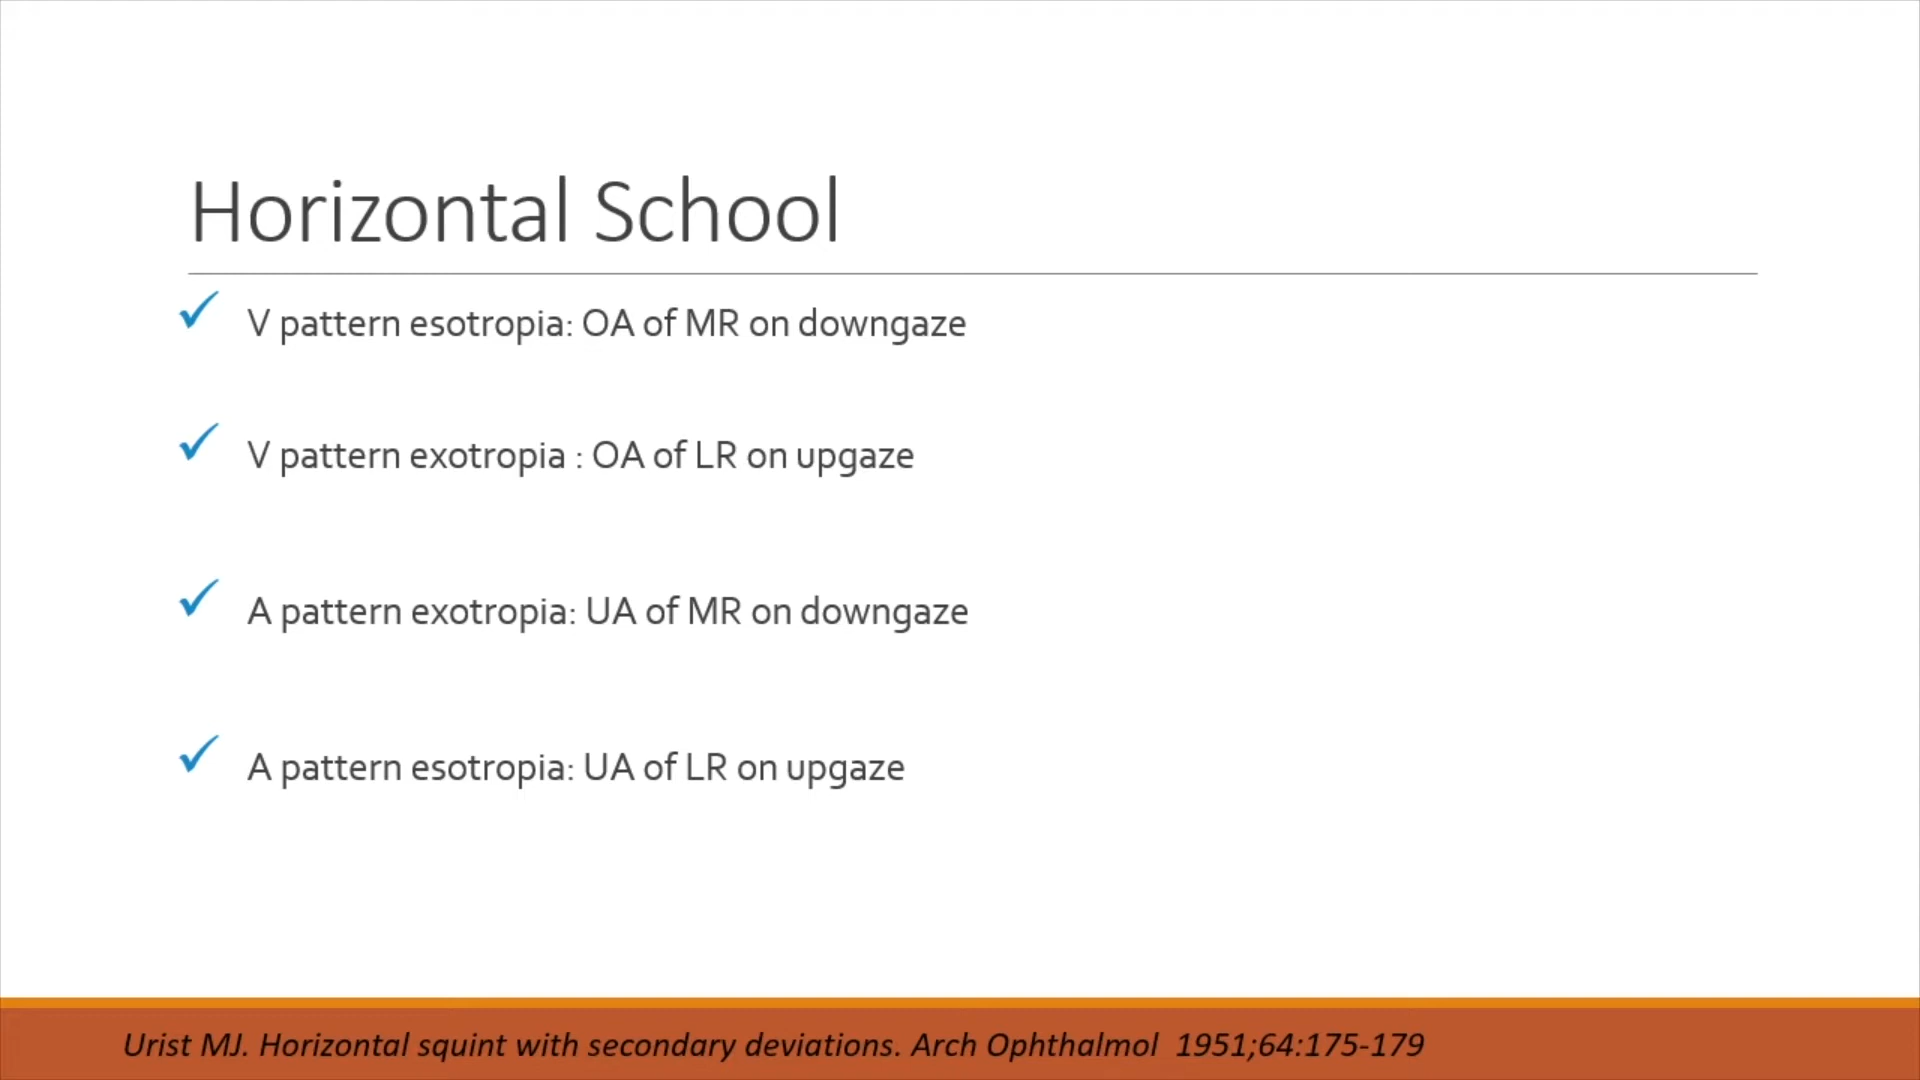 Horizontal School
V pattern esotropia: OA of MR on downgaze
V pattern exotropia : OA of LR on upgaze
A pattern exotropia: UA of MR on downgaze
A pattern esotropia: UA of LR on upgaze
Urist MJ. Horizontal squint with secondary deviations. Arch Ophthalmol 1951;64:175-179